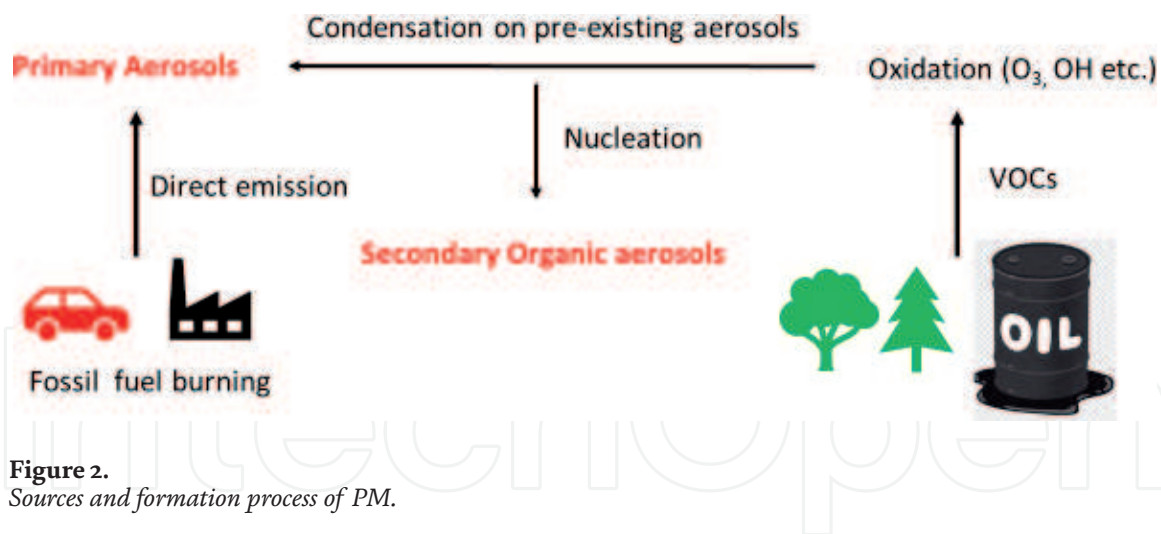 Condensation on pre-existing aerosols
Primary Aerosols
Oxidation (O3, OH etc.)
Nucleation
Direct emission
VOCs
Secondary Organic aerosols
OIL
Fossil fuel burning
IntechOpen
Figure 2.
Sources and formation process of PM.